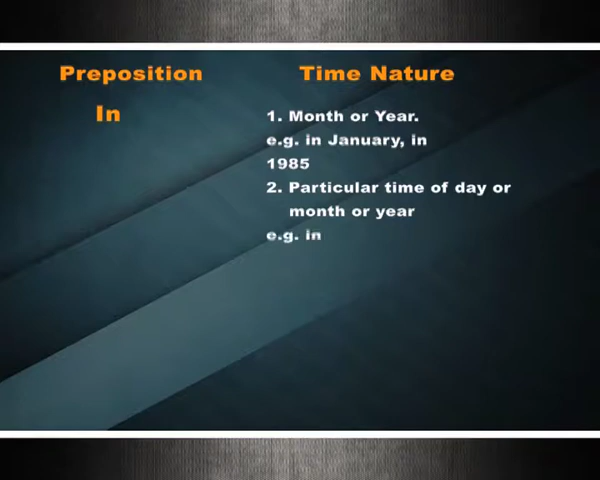 Preposition    Time Nature
In    1. Month or Year.
e.g. in January, in
1985
2. Particular time of day or
month or year
e.g. in